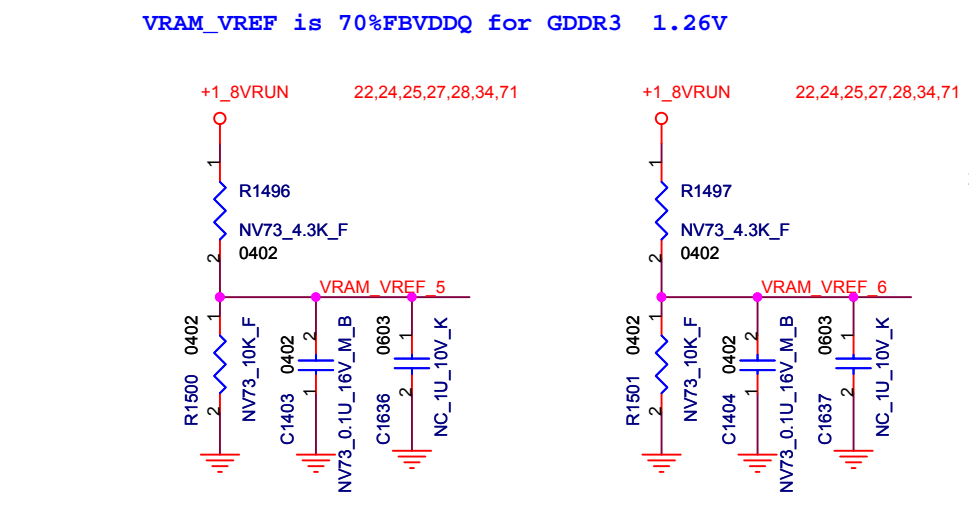 VRAM_VREF is 70%FBVDDQ for GDDR3 1.26V
+1_8VRUN
22,24,25,27,28,34,71
1
R1496
NV73_4.3K_F
0402
2
VRAM_VREF_5
1
0402
R1500
2
NV73_10K_F
2
0402
C1403
1
NV73_0.1U_16V_M_B
1
0603
C1636
2
NC_1U_10V_K
+1_8VRUN
22,24,25,27,28,34,71
1
R1497
NV73_4.3K_F
0402
2
VRAM_VREF_6
1
0402
R1501
2
NV73_10K_F
2
0402
C1404
1
NV73_0.1U_16V_M_B
1
0603
C1637
2
NC_1U_10V_K